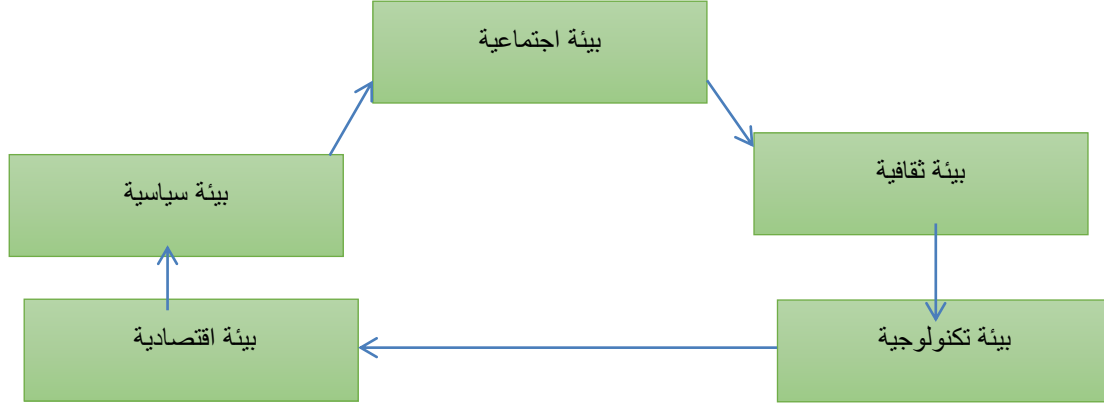 بيئة اجتماعية
بيئة ثقافية
بيئة سياسية
بيئة تكنولوجية
بيئة اقتصادية